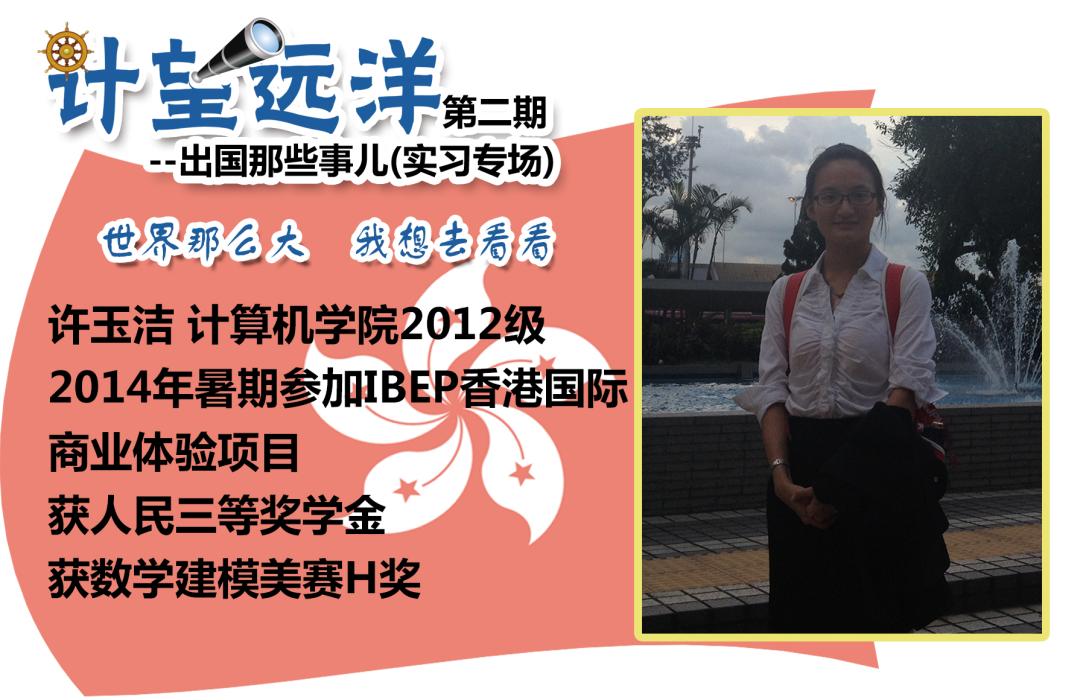 计望远洋第二期
--出国那些事儿(实习专场)
世界那么大 我想去看看
许玉洁 计算机学院2012级
2014年暑期参加IBEP香港国际
商业体验项目
获人民三等奖学金
获数学建模美赛H奖